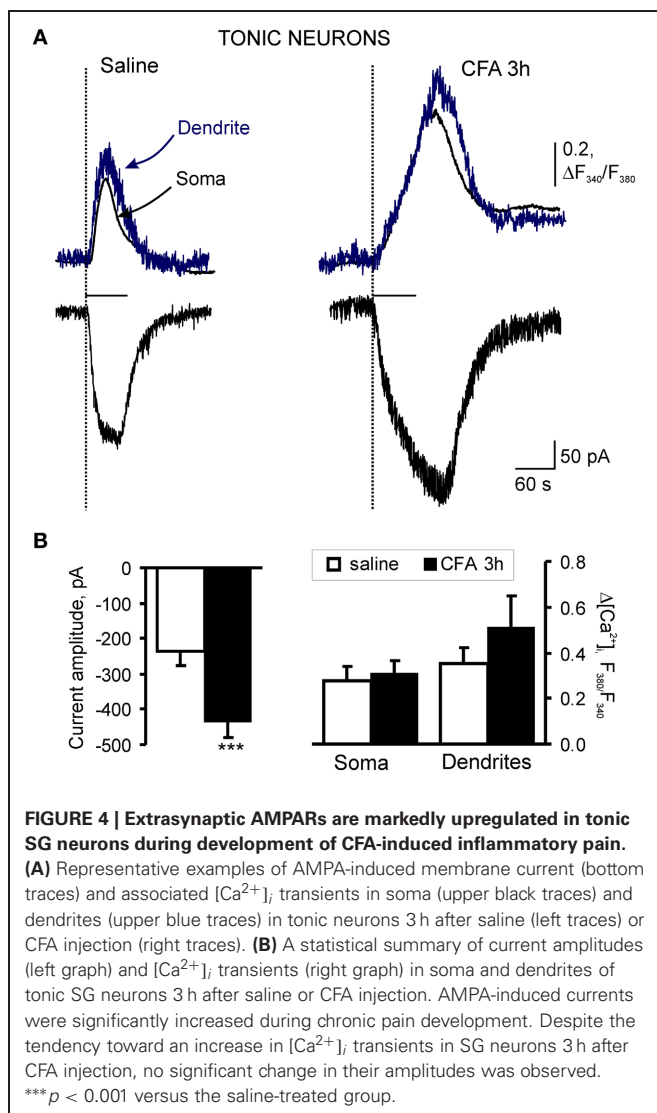 A
TONIC NEURONS
Saline
CFA 3h
Dendrite
Soma
0.2,
ΔF340/F380
50 pA
60 s
B
Current amplitude, pA
0
-100
-200
-300
-400
-500
***
saline
CFA 3h
Soma
Dendrites
0.8
0.6
0.4
0.2
0.0
Δ[Ca2+]i, F380/F340
FIGURE 4 | Extrasynaptic AMPARs are markedly upregulated in tonic
SG neurons during development of CFA-induced inflammatory pain.
(A) Representative examples of AMPA-induced membrane current (bottom
traces) and associated [Ca2+]i transients in soma (upper black traces) and
dendrites (upper blue traces) in tonic neurons 3 h after saline (left traces) or
CFA injection (right traces). (B) A statistical summary of current amplitudes
(left graph) and [Ca2+]i transients (right graph) in soma and dendrites of
tonic SG neurons 3 h after saline or CFA injection. AMPA-induced currents
were significantly increased during chronic pain development. Despite the
tendency toward an increase in [Ca2+]i transients in SG neurons 3 h after
CFA injection, no significant change in their amplitudes was observed.
***p < 0.001 versus the saline-treated group.